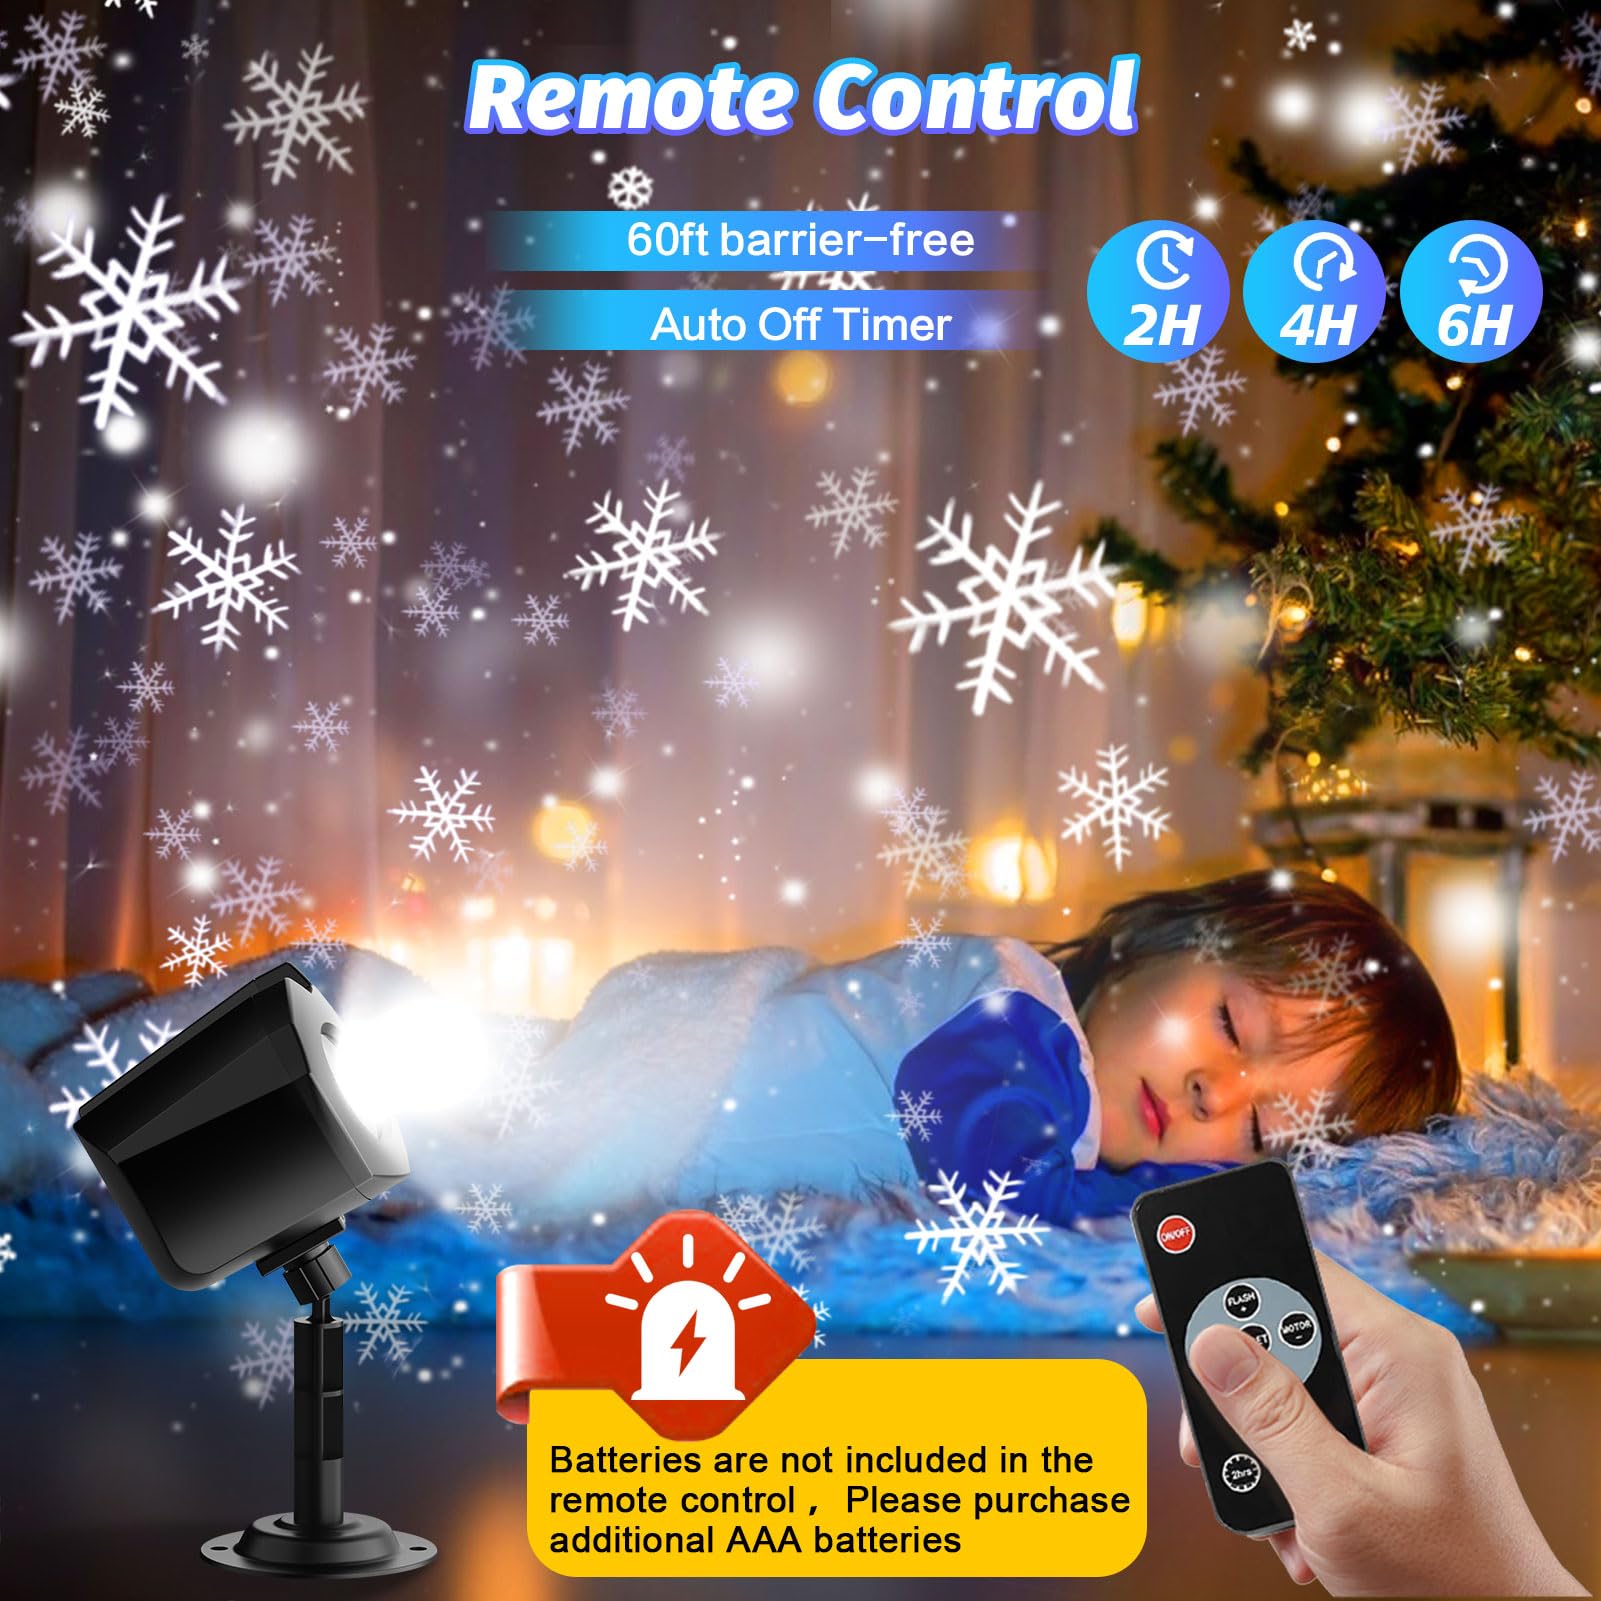 Remote Control
60ft barrier-free
Auto Off Timer
2H
4H
6H
ON/OFF
FLASH
+
MOTOR
-
2hrs
Batteries are not included in the
remote control , Please purchase
additional AAA batteries